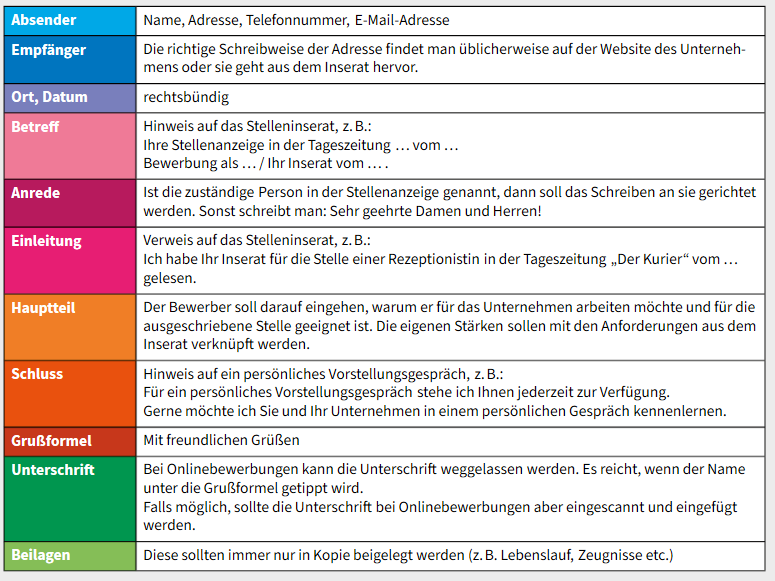 Absender
Name, Adresse, Telefonnummer, E-Mail-Adresse
Empfänger
Die richtige Schreibweise der Adresse findet man üblicherweise auf der Website des Unterneh-
mens oder sie geht aus dem Inserat hervor.
Ort, Datum
rechtsbündig
Betreff
Hinweis auf das Stelleninserat, z. B.:
Ihre Stellenanzeige in der Tageszeitung … vom …
Bewerbung als … / Ihr Inserat vom … .
Anrede
Ist die zuständige Person in der Stellenanzeige genannt, dann soll das Schreiben an sie gerichtet
werden. Sonst schreibt man: Sehr geehrte Damen und Herren!
Einleitung
Verweis auf das Stelleninserat, z. B.:
Ich habe Ihr Inserat für die Stelle einer Rezeptionistin in der Tageszeitung „Der Kurier“ vom …
gelesen.
Hauptteil
Der Bewerber soll darauf eingehen, warum er für das Unternehmen arbeiten möchte und für die
ausgeschriebene Stelle geeignet ist. Die eigenen Stärken sollen mit den Anforderungen aus dem
Inserat verknüpft werden.
Schluss
Hinweis auf ein persönliches Vorstellungsgespräch, z. B.:
Für ein persönliches Vorstellungsgespräch stehe ich Ihnen jederzeit zur Verfügung.
Gerne möchte ich Sie und Ihr Unternehmen in einem persönlichen Gespräch kennenlernen.
Grußformel
Mit freundlichen Grüßen
Unterschrift
Bei Onlinebewerbungen kann die Unterschrift weggelassen werden. Es reicht, wenn der Name
unter die Grußformel getippt wird.
Falls möglich, sollte die Unterschrift bei Onlinebewerbungen aber eingescannt und eingefügt
werden.
Beilagen
Diese sollten immer nur in Kopie beigelegt werden (z. B. Lebenslauf, Zeugnisse etc.)